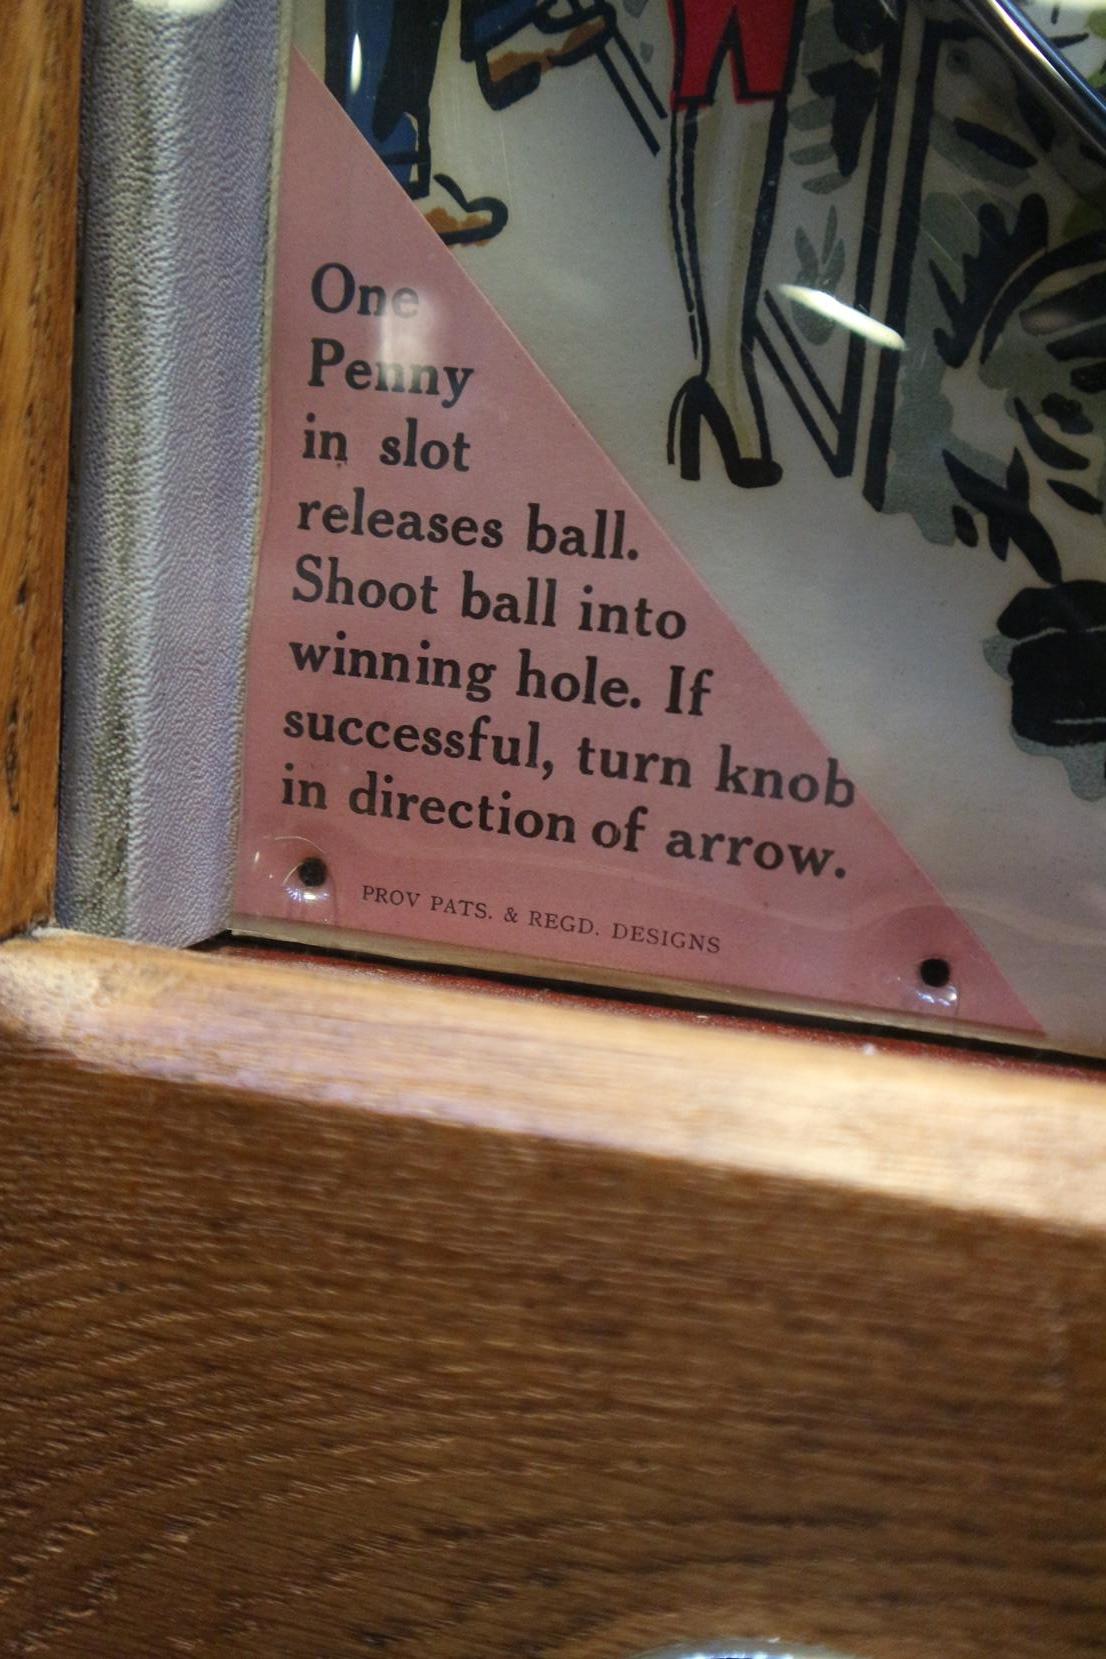 One
Penny
in slot
releases ball.
Shoot ball into
winning hole. If
successful, turn knob
in direction of arrow.
PROV PATS. & REGD. DESIGNS